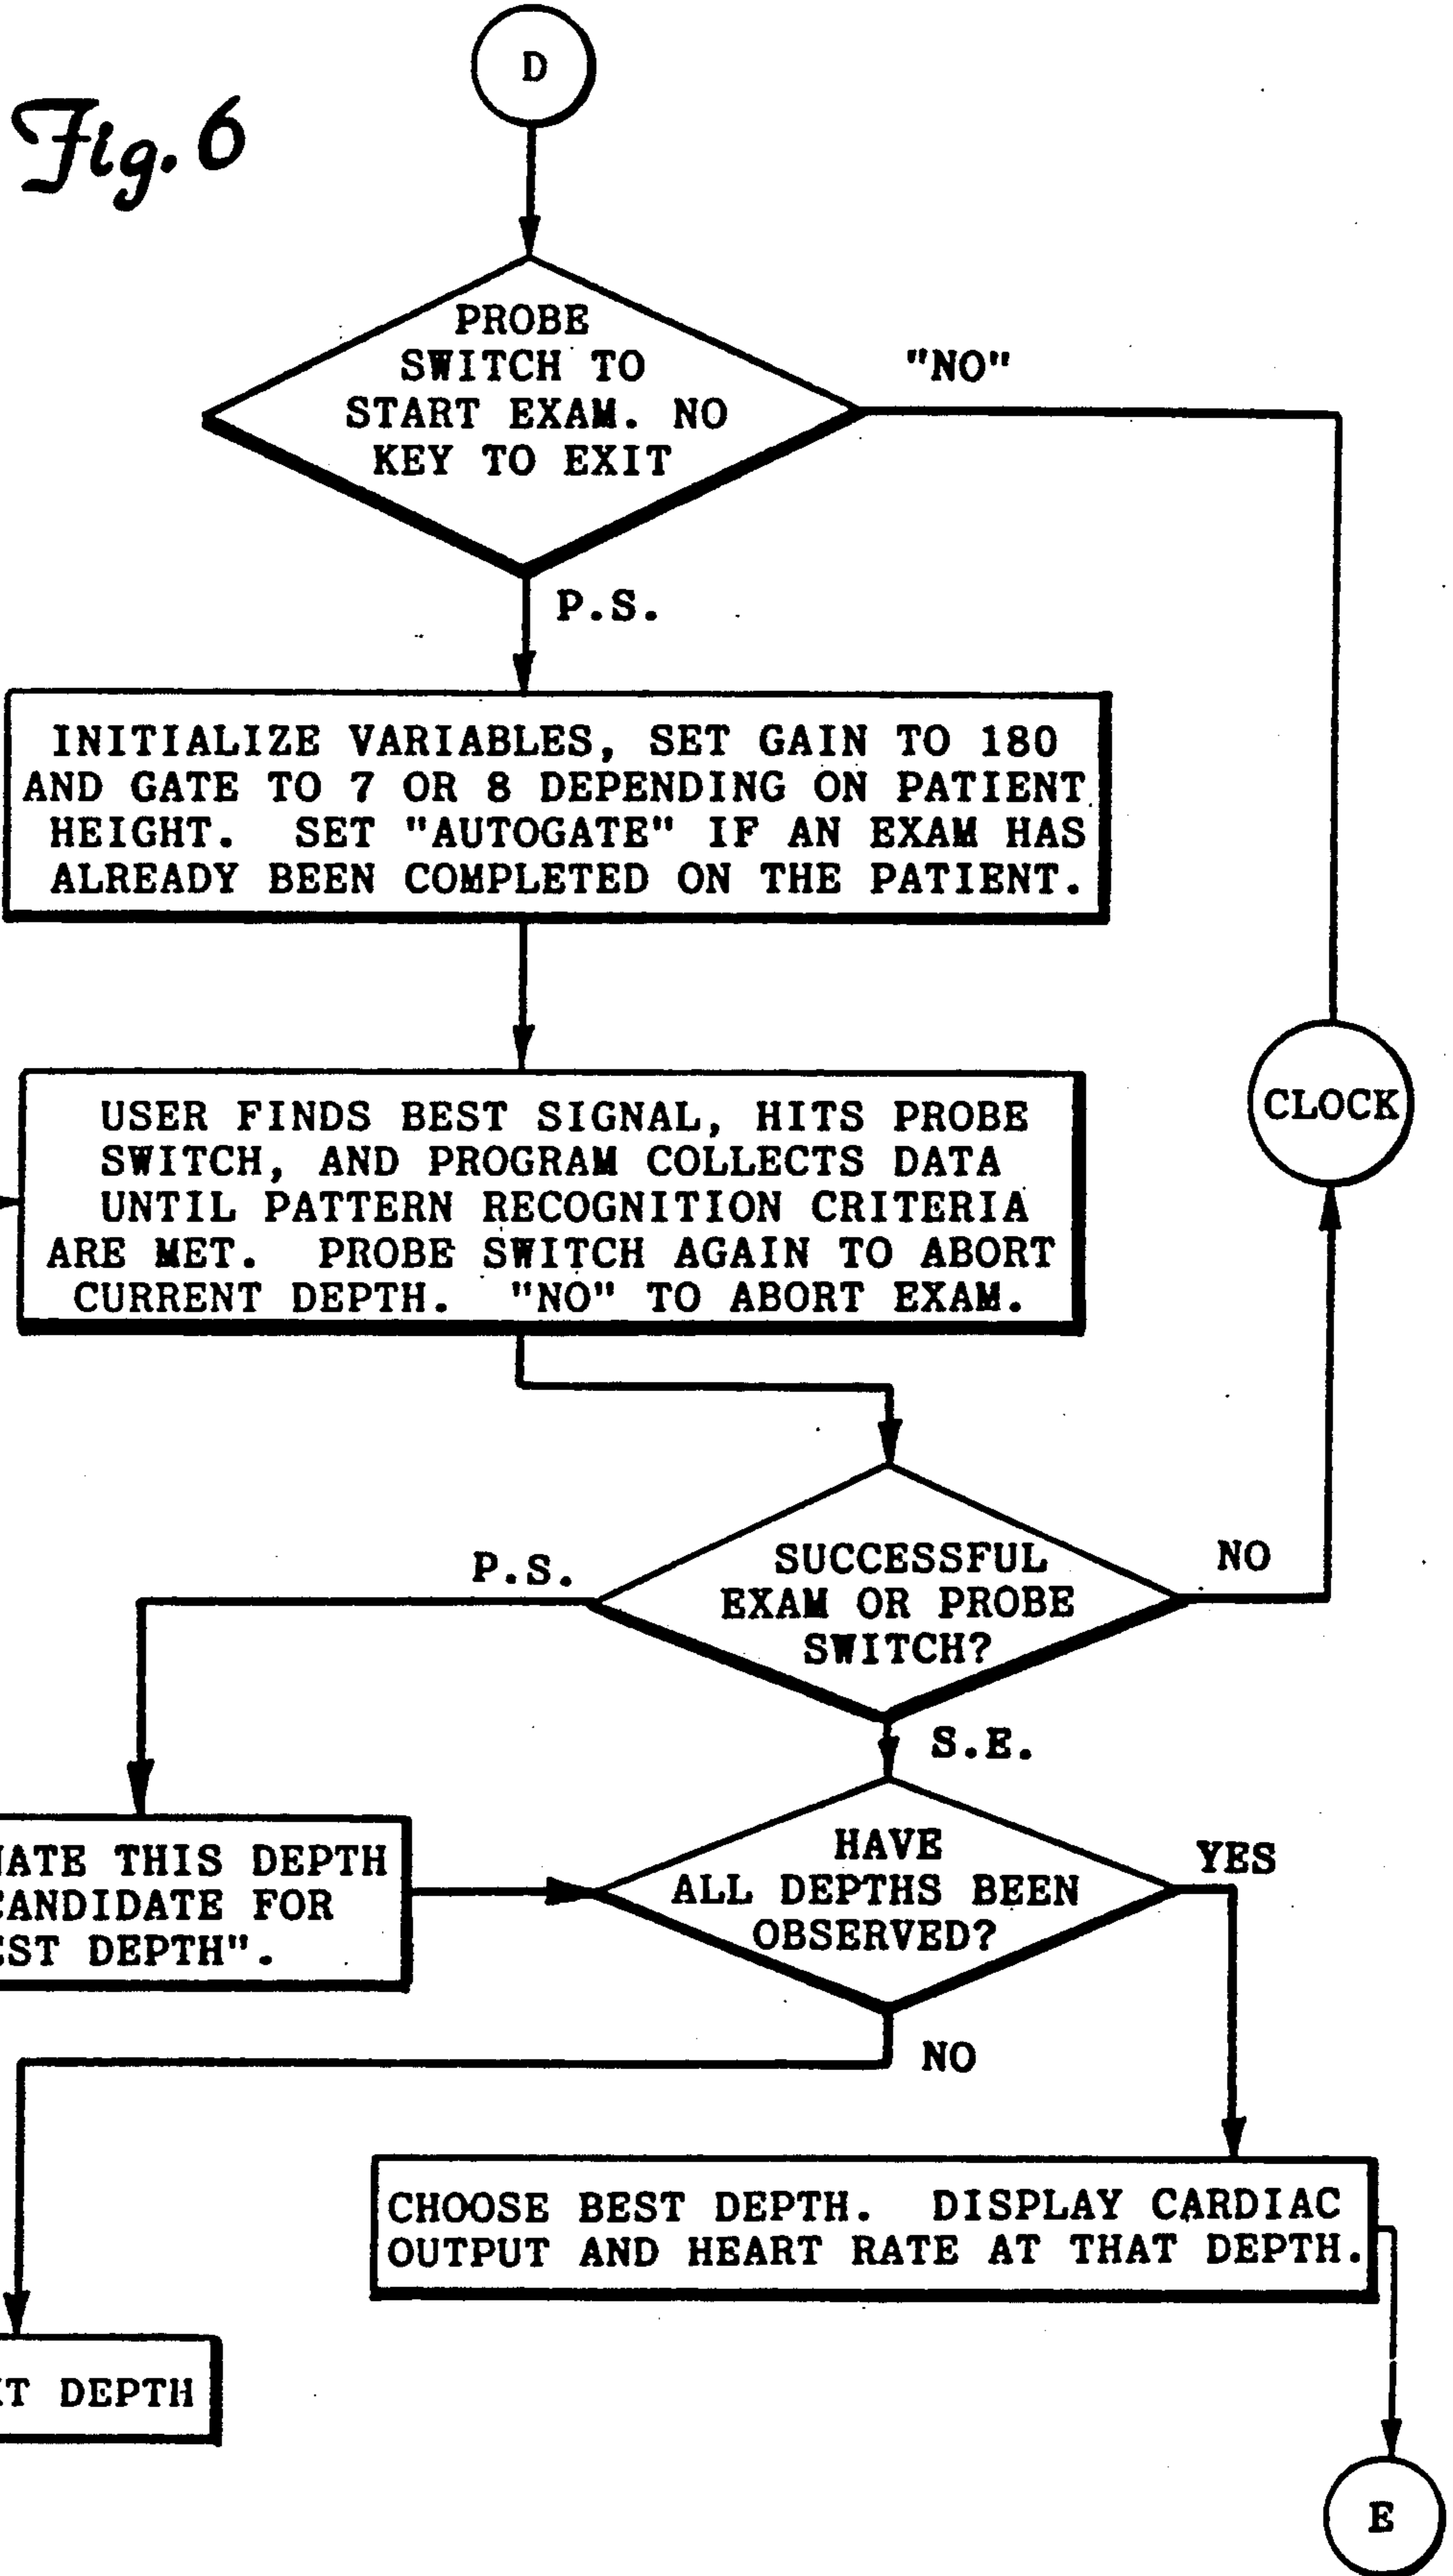 Fig. 6
D
PROBE
SWITCH TO
START EXAM. NO
KEY TO EXIT
"NO"
P.S.
INITIALIZE VARIABLES, SET GAIN TO 180
AND GATE TO 7 OR 8 DEPENDING ON PATIENT
HEIGHT. SET "AUTOGATE" IF AN EXAM HAS
ALREADY BEEN COMPLETED ON THE PATIENT.
CLOCK
USER FINDS BEST SIGNAL, HITS PROBE
SWITCH, AND PROGRAM COLLECTS DATA
UNTIL PATTERN RECOGNITION CRITERIA
ARE MET. PROBE SWITCH AGAIN TO ABORT
CURRENT DEPTH. "NO" TO ABORT EXAM.
P.S.
SUCCESSFUL
EXAM OR PROBE
SWITCH?
NO
S.E.
THIS DEPTH
CANDIDATE FOR
DEPTH".
HAVE
ALL DEPTHS BEEN
OBSERVED?
YES
NO
CHOOSE BEST DEPTH. DISPLAY CARDIAC
OUTPUT AND HEART RATE AT THAT DEPTH.
DEPTH
E